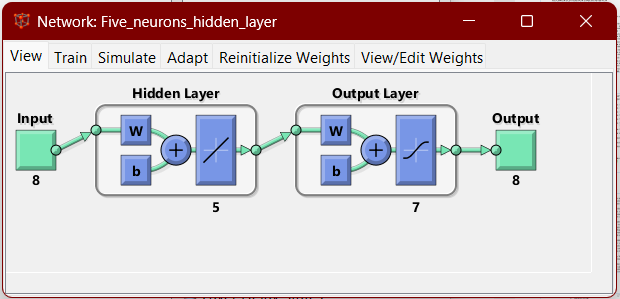 Network: Five_neurons_hidden_layer
View Train Simulate Adapt Reinitialize Weights View/Edit Weights
Hidden Layer Output Layer
Input Output
W W
b b
8 8
5 7